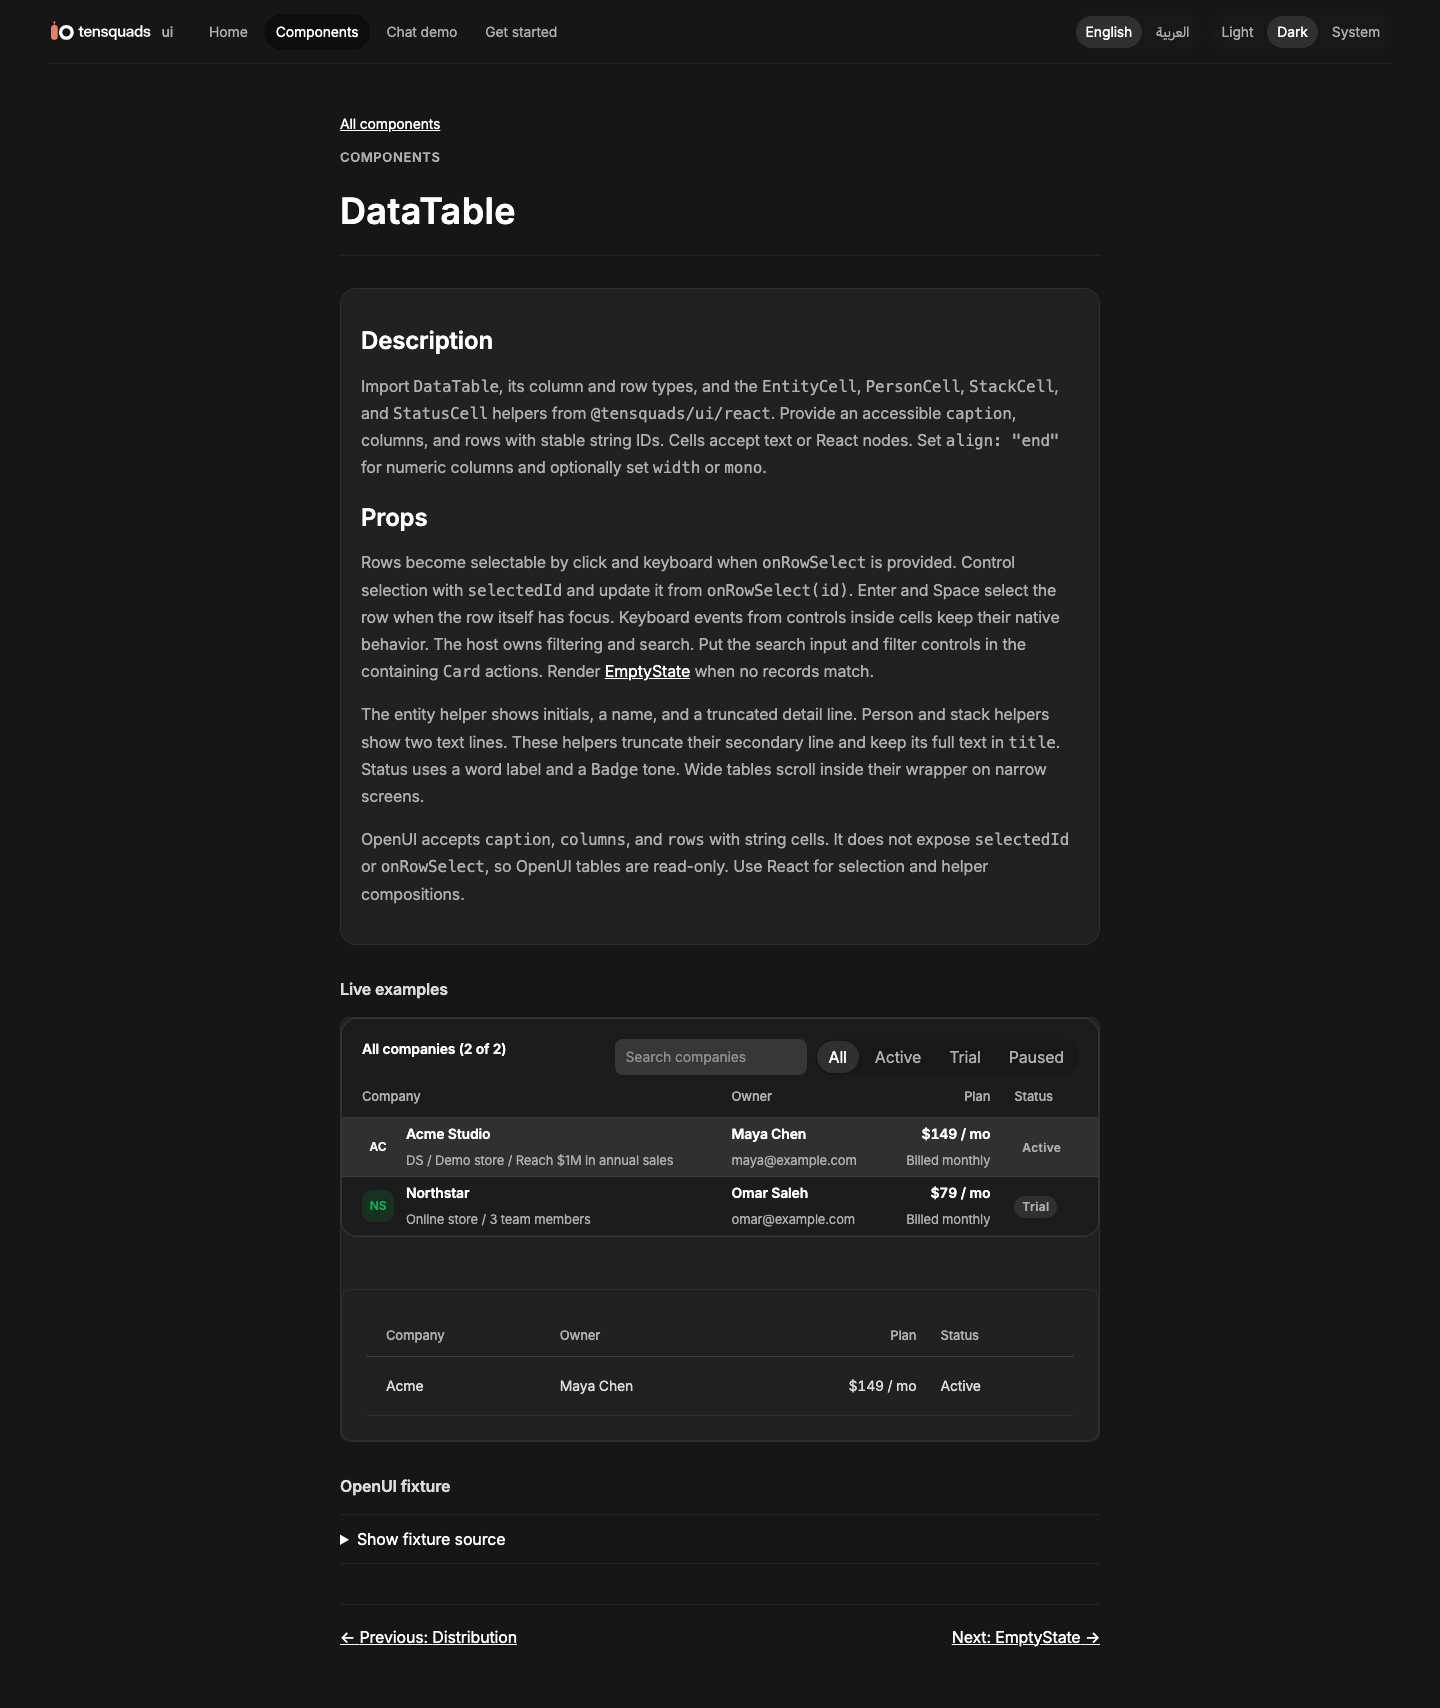 tensquads ui Home Components Chat demo Get started English العربية Light Dark System
All components
COMPONENTS
DataTable
Description
Import DataTable, its column and row types, and the EntityCell, PersonCell, StackCell,
and StatusCell helpers from @tensquads/ui/react. Provide an accessible caption,
columns, and rows with stable string IDs. Cells accept text or React nodes. Set align: "end"
for numeric columns and optionally set width or mono.
Props
Rows become selectable by click and keyboard when onRowSelect is provided. Control
selection with selectedId and update it from onRowSelect(id). Enter and Space select the
row when the row itself has focus. Keyboard events from controls inside cells keep their native
behavior. The host owns filtering and search. Put the search input and filter controls in the
containing Card actions. Render EmptyState when no records match.
The entity helper shows initials, a name, and a truncated detail line. Person and stack helpers
show two text lines. These helpers truncate their secondary line and keep its full text in title.
Status uses a word label and a Badge tone. Wide tables scroll inside their wrapper on narrow
screens.
OpenUI accepts caption, columns, and rows with string cells. It does not expose selectedId
or onRowSelect, so OpenUI tables are read-only. Use React for selection and helper
compositions.
Live examples
All companies (2 of 2) Search companies All Active Trial Paused
Company Owner Plan Status
AC Acme Studio Maya Chen $149 / mo Active
DS / Demo store / Reach $1M in annual sales maya@example.com Billed monthly
NS Northstar Omar Saleh $79 / mo Trial
Online store / 3 team members omar@example.com Billed monthly
Company Owner Plan Status
Acme Maya Chen $149 / mo Active
OpenUI fixture
▶ Show fixture source
← Previous: Distribution Next: EmptyState →